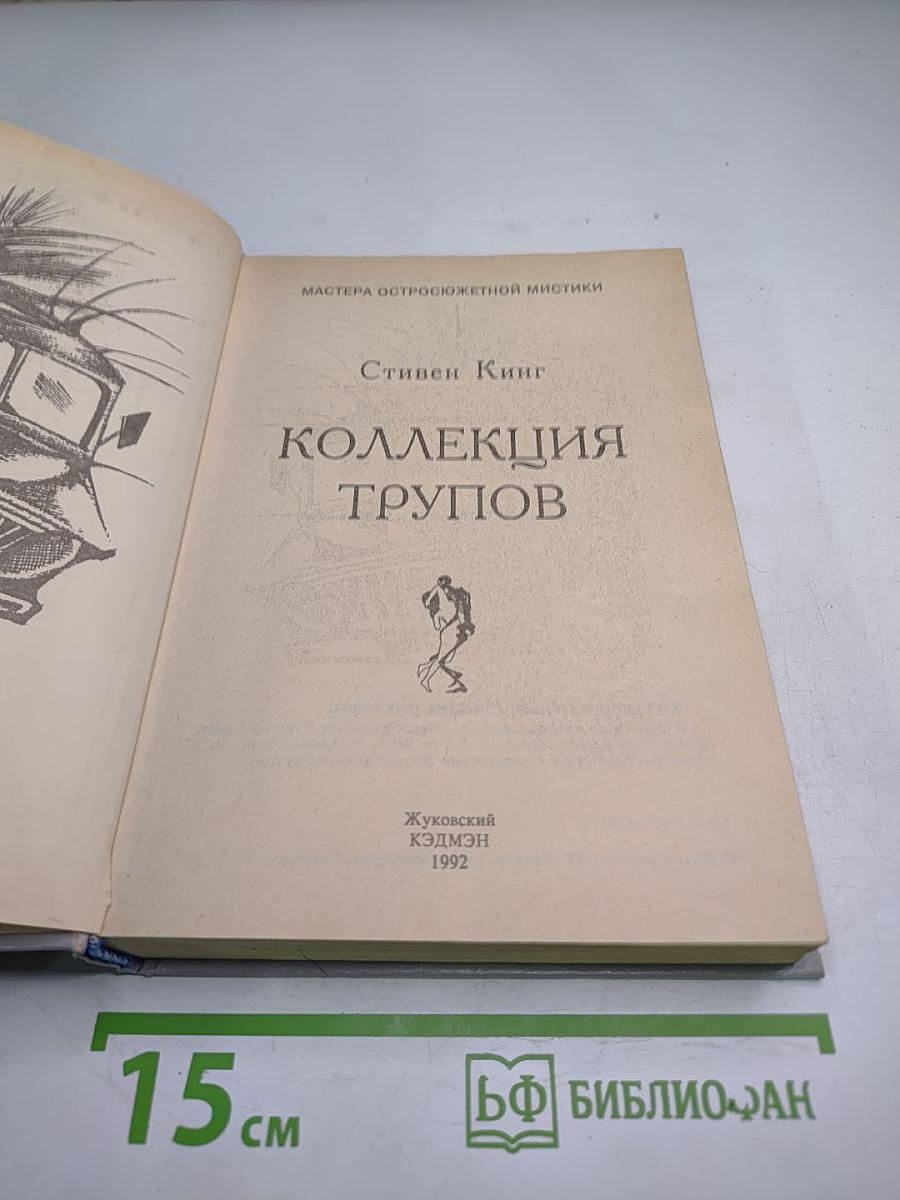 МАСТЕРА ОСТРОСЮЖЕТНОЙ МИСТИКИ
Стивен Кинг
КОЛЛЕКЦИЯ
ТРУПОВ
Жуковский
КЭДМЭН
1992
15 см
БФ БИБЛИОФАН